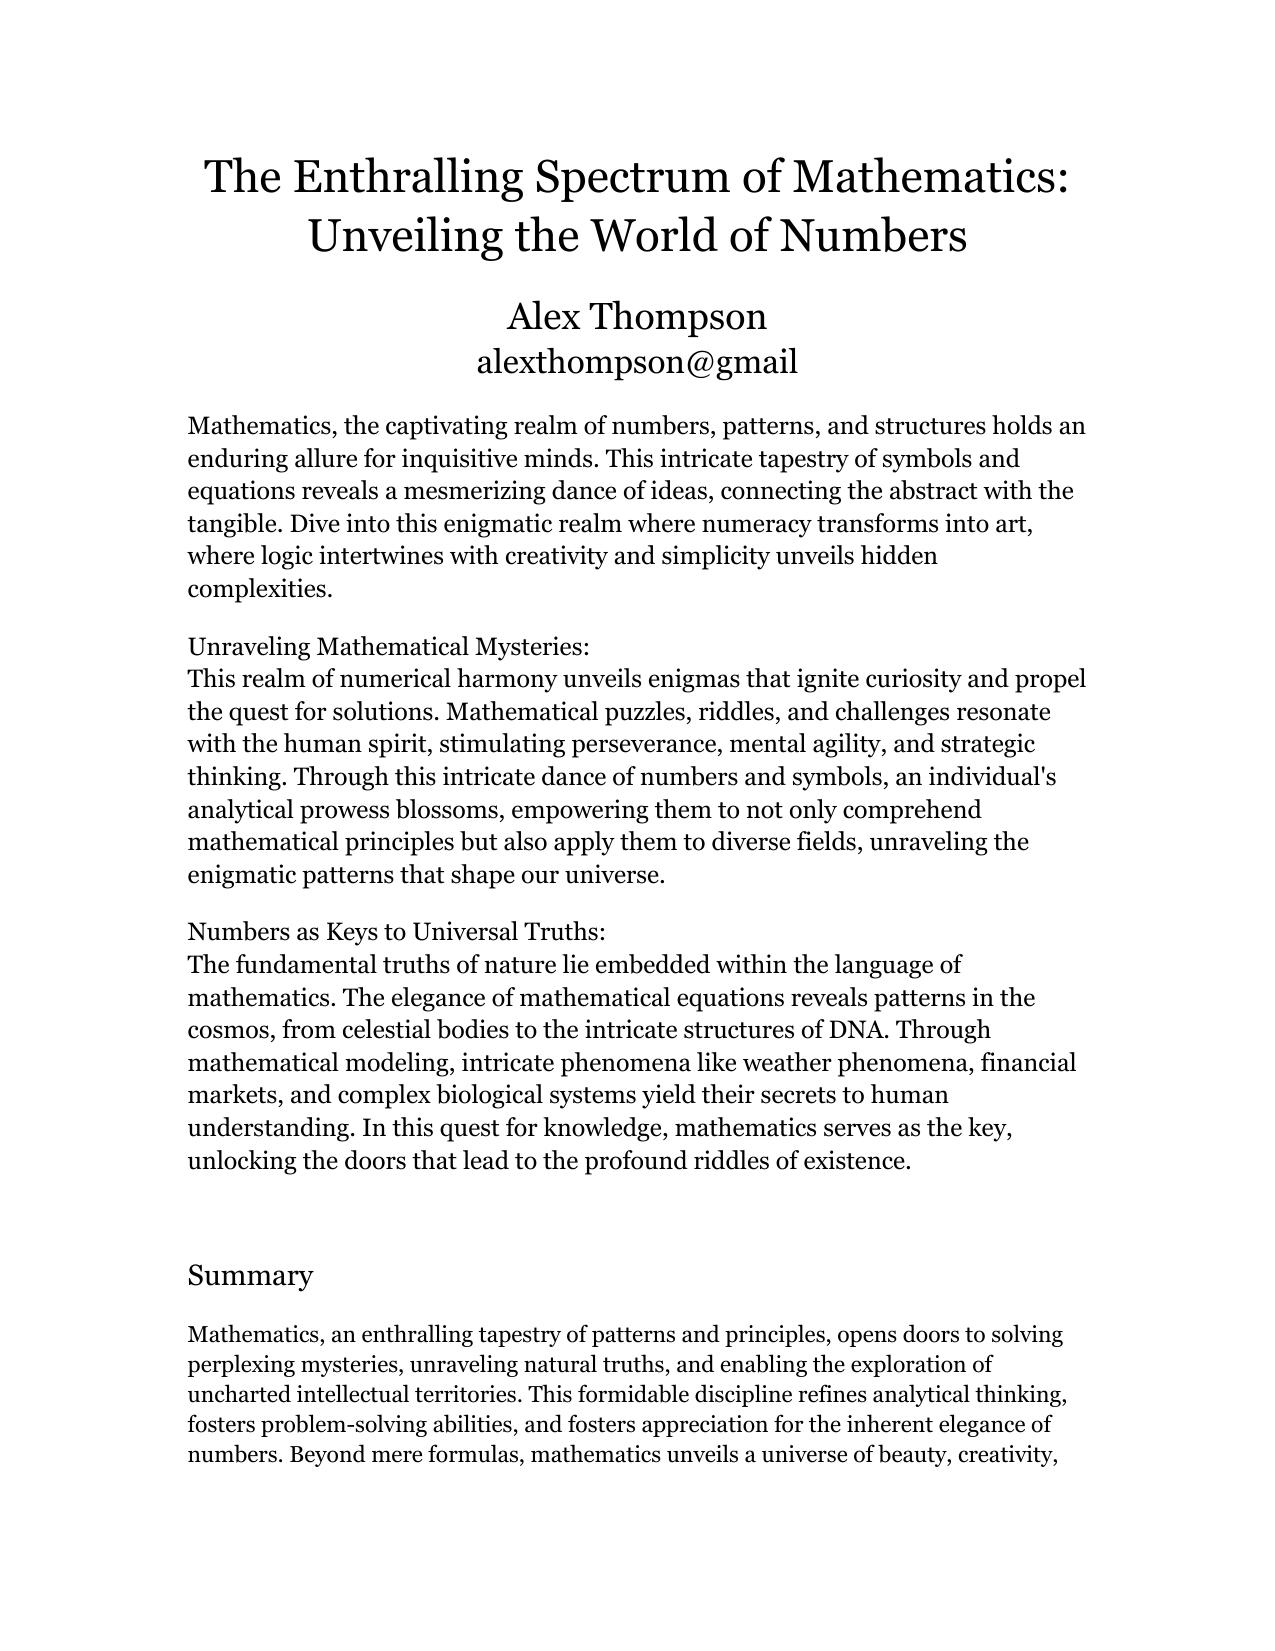 The Enthralling Spectrum of Mathematics:
Unveiling the World of Numbers
Alex Thompson
alexthompson@gmail
Mathematics, the captivating realm of numbers, patterns, and structures holds an
enduring allure for inquisitive minds. This intricate tapestry of symbols and
equations reveals a mesmerizing dance of ideas, connecting the abstract with the
tangible. Dive into this enigmatic realm where numeracy transforms into art,
where logic intertwines with creativity and simplicity unveils hidden
complexities.
Unraveling Mathematical Mysteries:
This realm of numerical harmony unveils enigmas that ignite curiosity and propel
the quest for solutions. Mathematical puzzles, riddles, and challenges resonate
with the human spirit, stimulating perseverance, mental agility, and strategic
thinking. Through this intricate dance of numbers and symbols, an individual's
analytical prowess blossoms, empowering them to not only comprehend
mathematical principles but also apply them to diverse fields, unraveling the
enigmatic patterns that shape our universe.
Numbers as Keys to Universal Truths:
The fundamental truths of nature lie embedded within the language of
mathematics. The elegance of mathematical equations reveals patterns in the
cosmos, from celestial bodies to the intricate structures of DNA. Through
mathematical modeling, intricate phenomena like weather phenomena, financial
markets, and complex biological systems yield their secrets to human
understanding. In this quest for knowledge, mathematics serves as the key,
unlocking the doors that lead to the profound riddles of existence.
Summary
Mathematics, an enthralling tapestry of patterns and principles, opens doors to solving
perplexing mysteries, unraveling natural truths, and enabling the exploration of
uncharted intellectual territories. This formidable discipline refines analytical thinking,
fosters problem-solving abilities, and fosters appreciation for the inherent elegance of
numbers. Beyond mere formulas, mathematics unveils a universe of beauty, creativity,